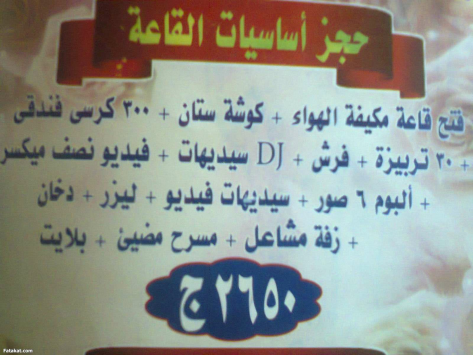 حجز أساسيات القاعة
فتح قاعة مكيفة الهواء + كوشة ستان + ٣٠٠ كرسى فندقى
+ ٣٠ تربيزة + فرش + DJ سيديهات + فيديو نصف ميكسر
+ ألبوم ٦ صور + سيديهات فيديو + ليزر + دخان
+ زفة مشاعل + مسرح مضيئ + بلايت
٢٦٥٠ ج
Fatakat.com